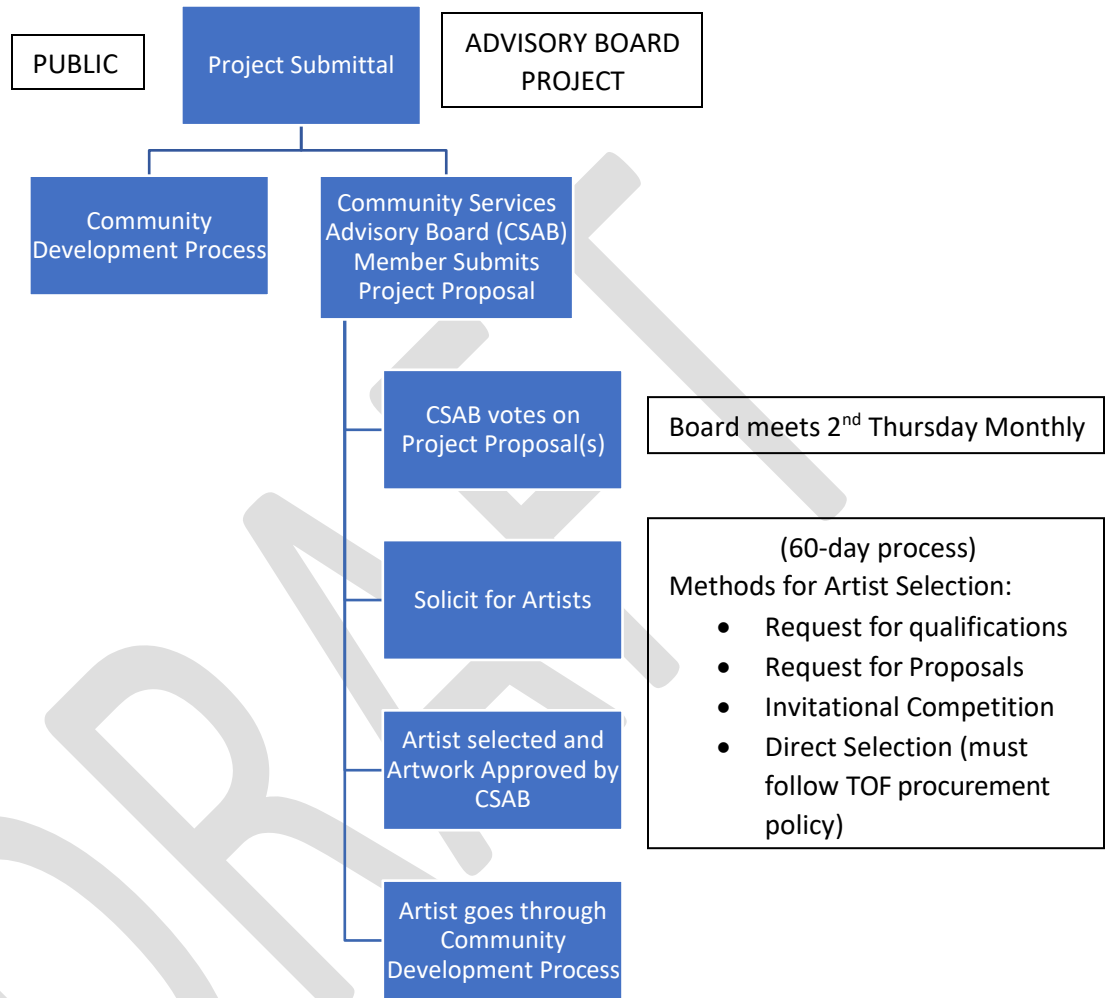 PUBLIC
Project Submittal
ADVISORY BOARD
PROJECT
Community
Development Process
Community Services
Advisory Board (CSAB)
Member Submits
Project Proposal
CSAB votes on
Project Proposal(s)
Board meets 2nd Thursday Monthly
Solicit for Artists
(60-day process)
Methods for Artist Selection:
• Request for qualifications
• Request for Proposals
• Invitational Competition
• Direct Selection (must
follow TOF procurement
policy)
Artist selected and
Artwork Approved by
CSAB
Artist goes through
Community
Development Process
DRAFT